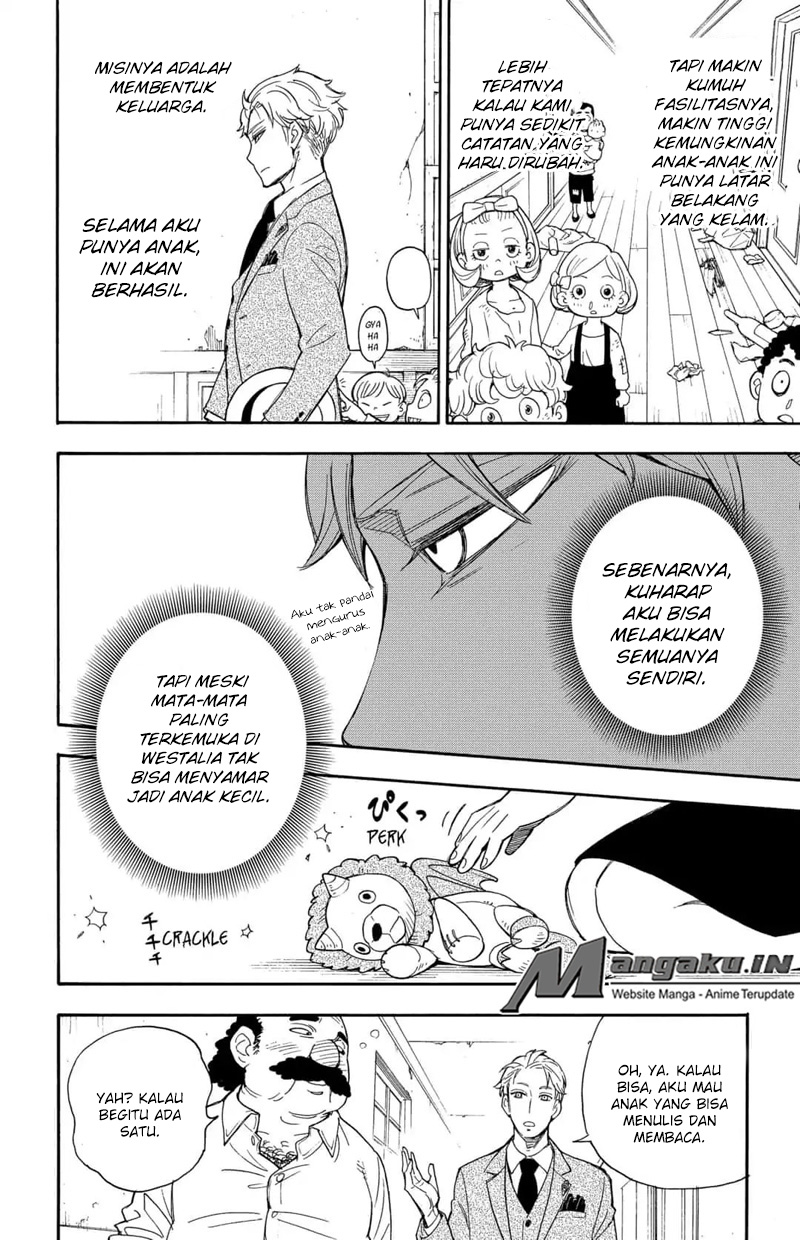 TAPI MAKIN
KUMUH
FASILITASNYA,
MAKIN TINGGI
KEMUNGKINAN
ANAK-ANAK INI
PUNYA LATAR
BELAKANG
YANG KELAM.
LEBIH
TEPATNYA
KALAU KAMI
PUNYA SEDIKIT
CATATAN YANG
HARU DIRUBAH.
MISINYA ADALAH
MEMBENTUK
KELUARGA.
SELAMA AKU
PUNYA ANAK,
INI AKAN
BERHASIL.
GYA
HA
HA
SEBENARNYA,
KUHARAP
AKU BISA
MELAKUKAN
SEMUANYA
SENDIRI.
Aku tak pandai
mengurus
anak-anak.
TAPI MESKI
MATA-MATA
PALING
TERKEMUKA DI
WESTALIA TAK
BISA MENYAMAR
JADI ANAK KECIL.
ぴくっ
PERK
チチチ
CRACKLE
Mangaku.IN
Website Manga - Anime Terupdate
OH, YA. KALAU
BISA, AKU MAU
ANAK YANG BISA
MENULIS DAN
MEMBACA.
YAH? KALAU
BEGITU ADA
SATU.